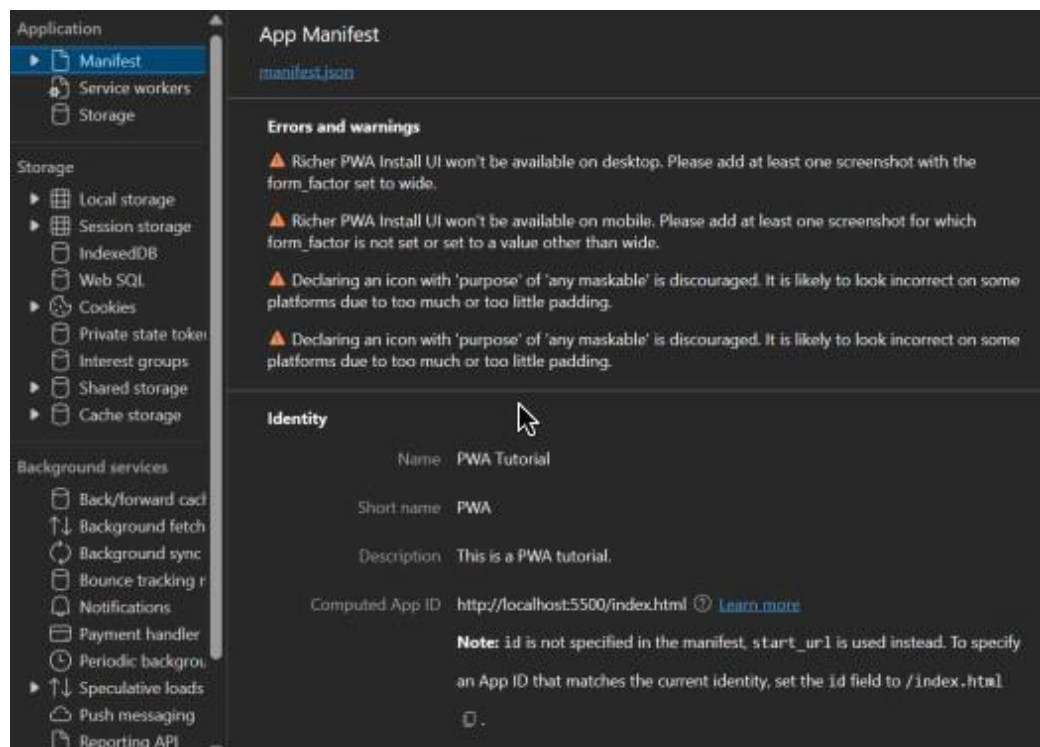 Application
Manifest
Service workers
Storage
Storage
Local storage
Session storage
IndexedDB
Web SQL
Cookies
Private state toke
Interest groups
Shared storage
Cache storage
Background services
Back/forward cach
Background fetch
Background sync
Bounce tracking r
Notifications
Payment handler
Periodic backgrou
Speculative loads
Push messaging
Reporting API
App Manifest
manifest.json
Errors and warnings
Richer PWA Install UI won't be available on desktop. Please add at least one screenshot with the
form_factor set to wide.
Richer PWA Install UI won't be available on mobile. Please add at least one screenshot for which
form_factor is not set or set to a value other than wide.
Declaring an icon with 'purpose' of 'any maskable' is discouraged. It is likely to look incorrect on some
platforms due to too much or too little padding.
Declaring an icon with 'purpose' of 'any maskable' is discouraged. It is likely to look incorrect on some
platforms due to too much or too little padding.
Identity
Name PWA Tutorial
Short name PWA
Description This is a PWA tutorial.
Computed App ID http://localhost:5500/index.html ? Learn more
Note: id is not specified in the manifest, start_url is used instead. To specify
an App ID that matches the current identity, set the id field to /index.html
.